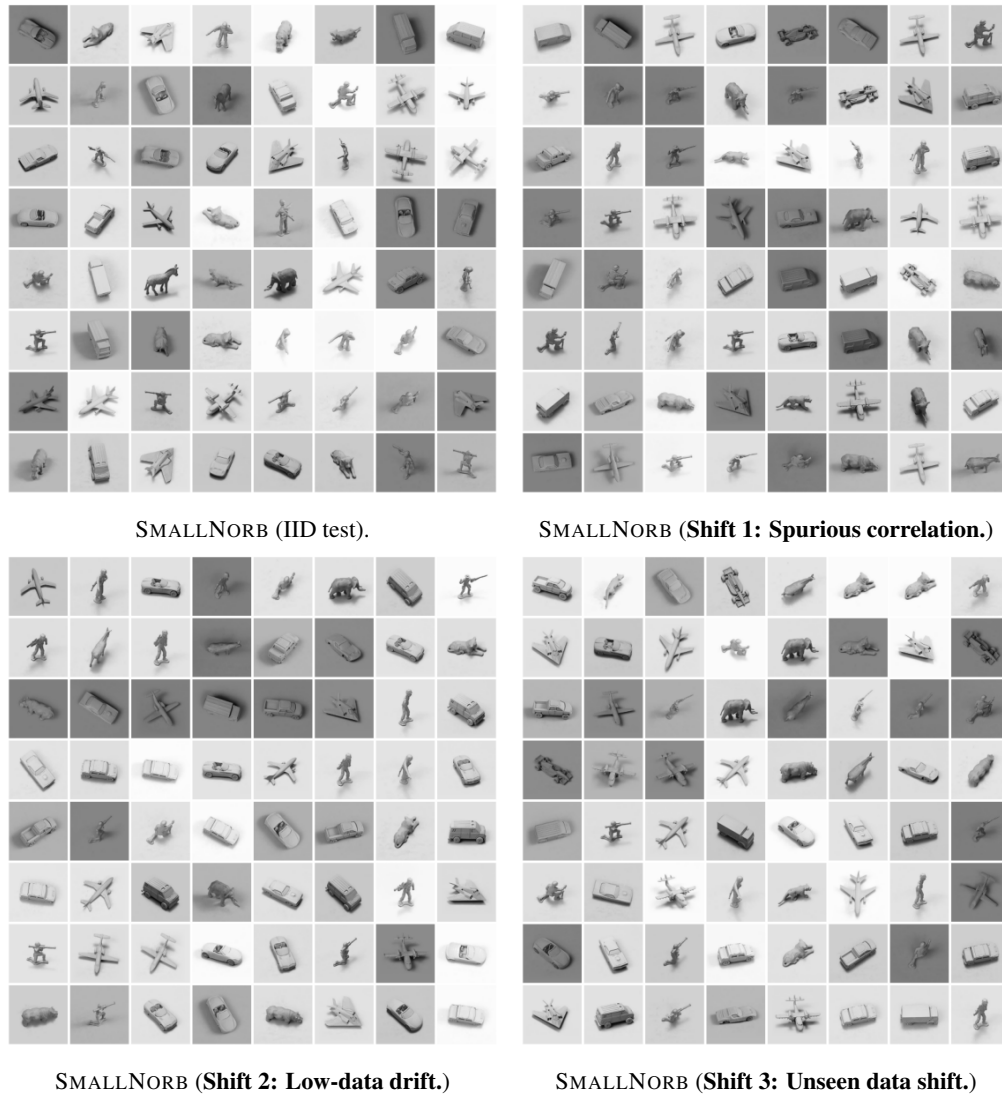 SMALLNORB (IID test).
SMALLNORB (Shift 1: Spurious correlation.)
SMALLNORB (Shift 2: Low-data drift.)
SMALLNORB (Shift 3: Unseen data shift.)